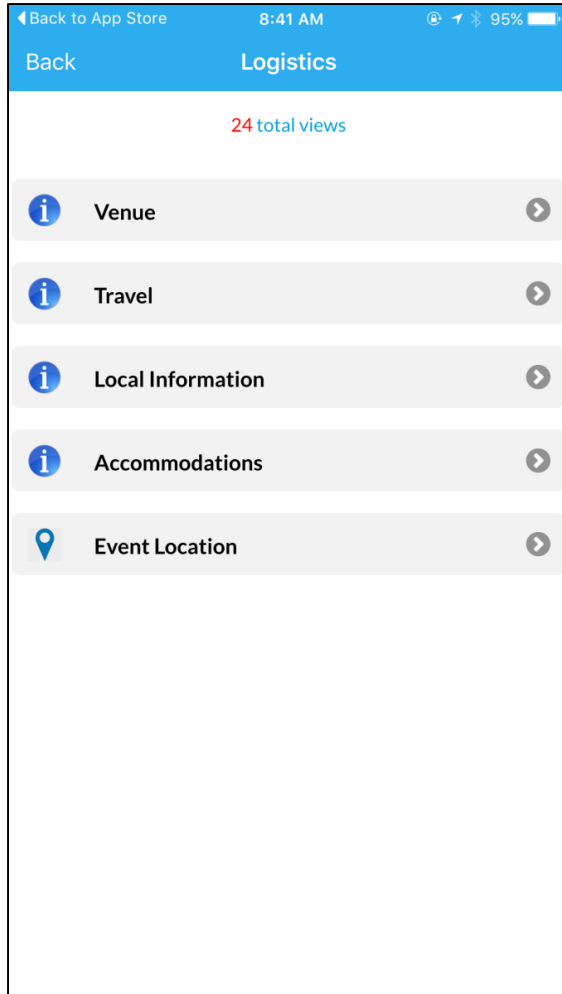 Back to App Store 8:41 AM 95%
Back Logistics
24 total views
Venue
Travel
Local Information
Accommodations
Event Location